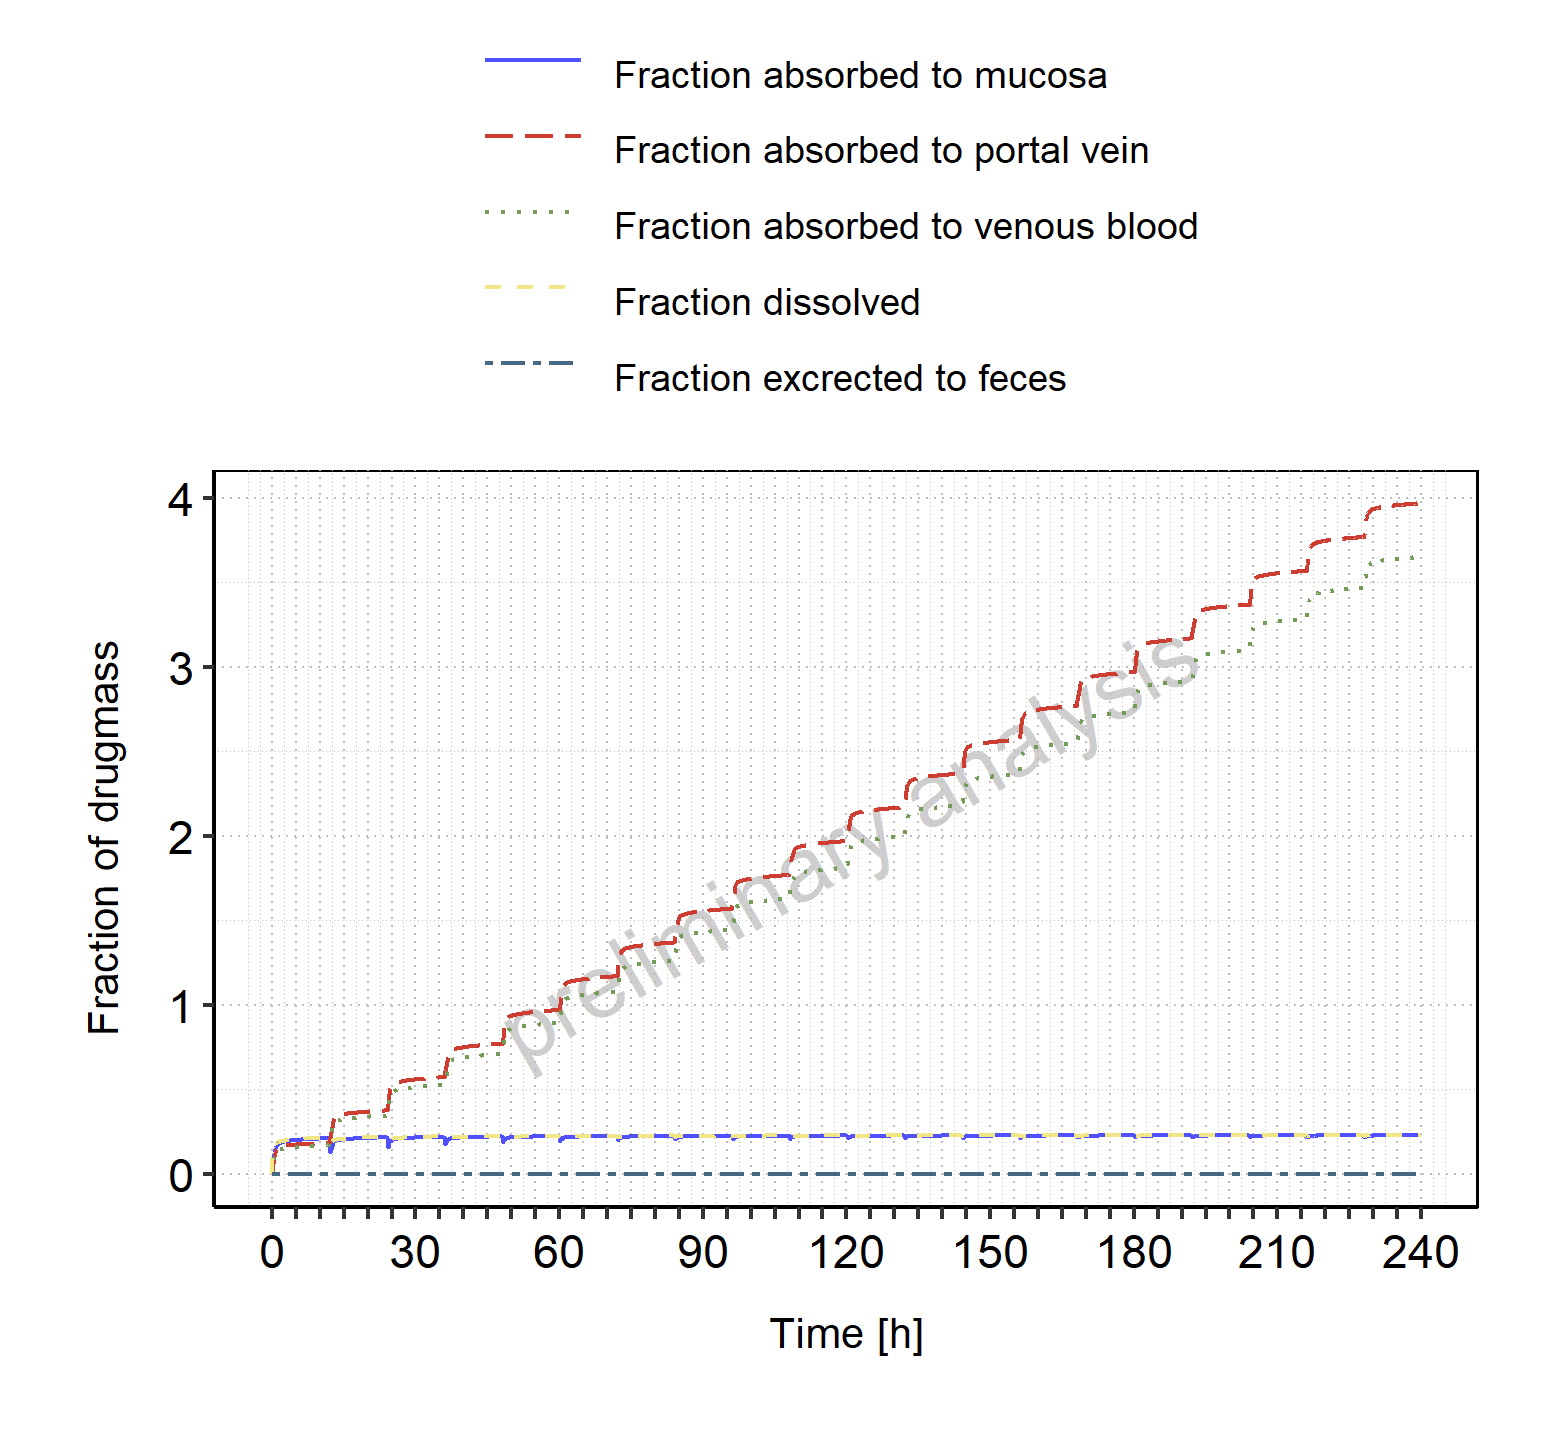 Fraction absorbed to mucosa
Fraction absorbed to portal vein
Fraction absorbed to venous blood
Fraction dissolved
Fraction excrected to feces
4
3
2
1
0
Fraction of drugmass
preliminary analysis
0 30 60 90 120 150 180 210 240
Time [h]